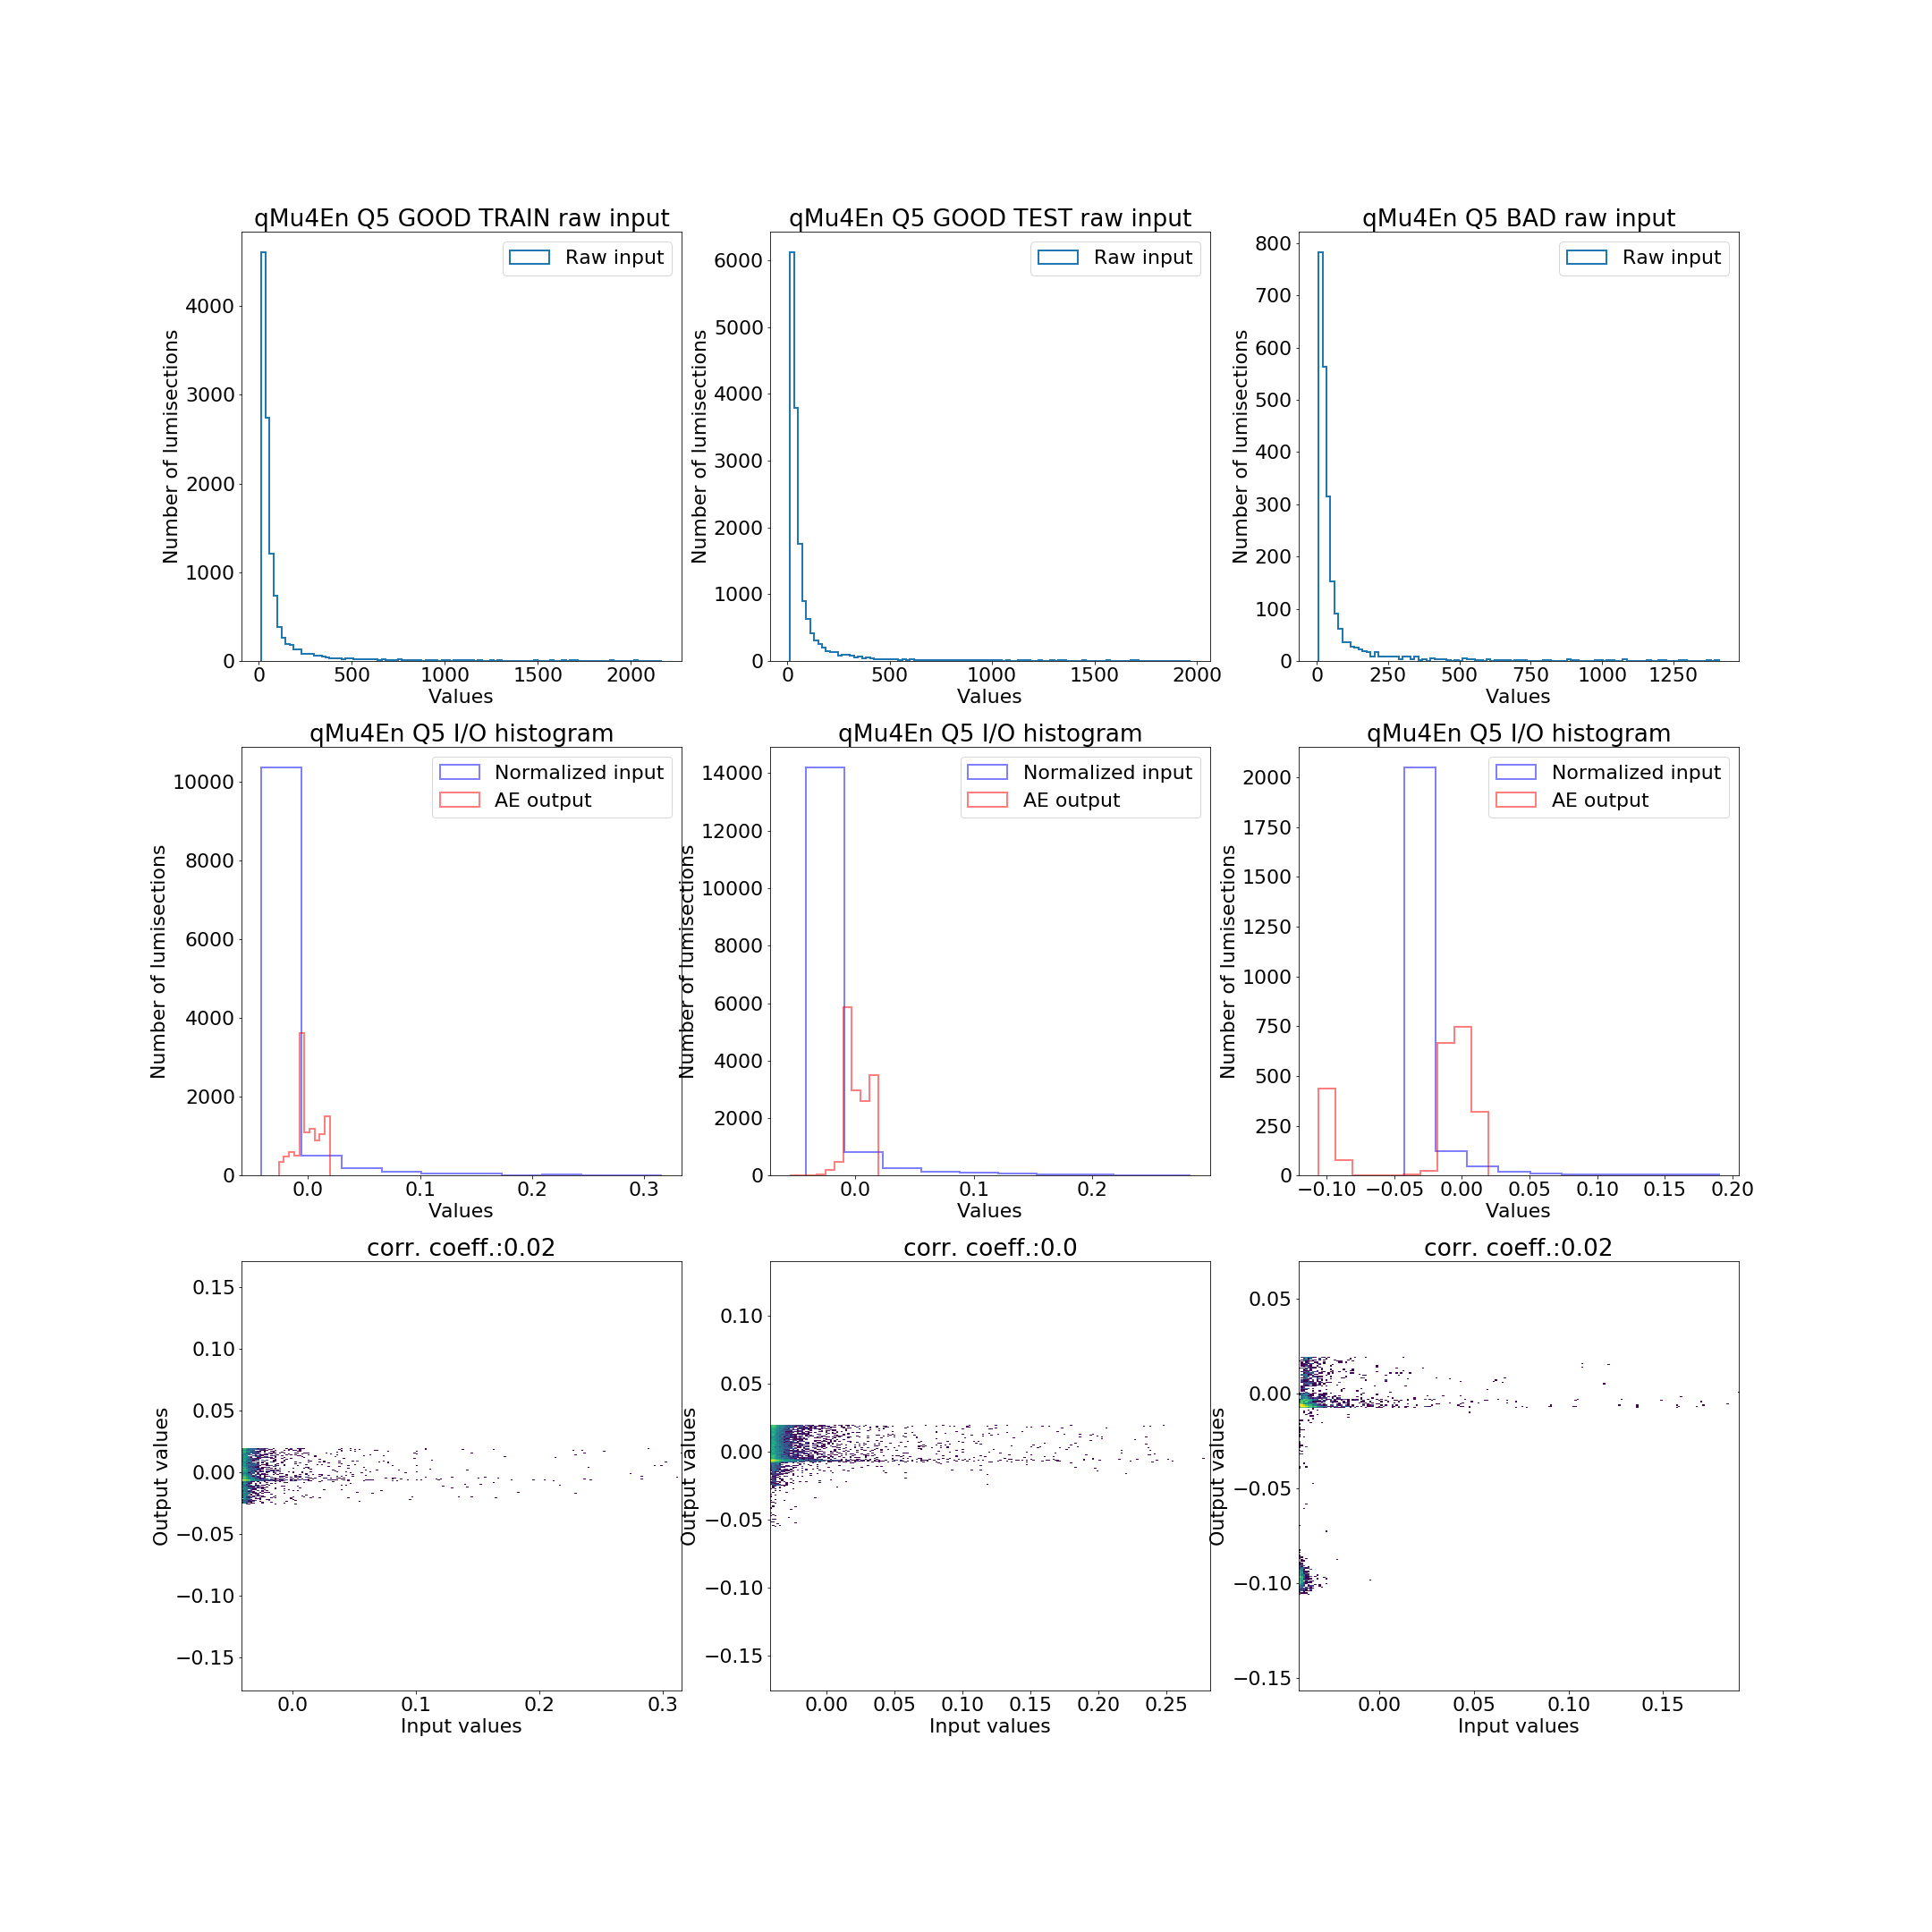 qMu4En Q5 GOOD TRAIN raw input
Raw input
Number of lumisections
4000
3000
2000
1000
0
0 500 1000 1500 2000
Values
qMu4En Q5 GOOD TEST raw input
Raw input
Number of lumisections
6000
5000
4000
3000
2000
1000
0
0 500 1000 1500 2000
Values
qMu4En Q5 BAD raw input
Raw input
Number of lumisections
800
700
600
500
400
300
200
100
0
0 250 500 750 1000 1250
Values
qMu4En Q5 I/O histogram
Normalized input
AE output
Number of lumisections
10000
8000
6000
4000
2000
0
0.0 0.1 0.2 0.3
Values
qMu4En Q5 I/O histogram
Normalized input
AE output
Number of lumisections
14000
12000
10000
8000
6000
4000
2000
0
0.0 0.1 0.2
Values
qMu4En Q5 I/O histogram
Normalized input
AE output
Number of lumisections
2000
1750
1500
1250
1000
750
500
250
0
−0.10 −0.05 0.00 0.05 0.10 0.15 0.20
Values
corr. coeff.:0.02
Output values
0.15
0.10
0.05
0.00
−0.05
−0.10
−0.15
0.0 0.1 0.2 0.3
Input values
corr. coeff.:0.0
Output values
0.10
0.05
0.00
−0.05
−0.10
−0.15
0.00 0.05 0.10 0.15 0.20 0.25
Input values
corr. coeff.:0.02
Output values
0.05
0.00
−0.05
−0.10
−0.15
0.00 0.05 0.10 0.15
Input values